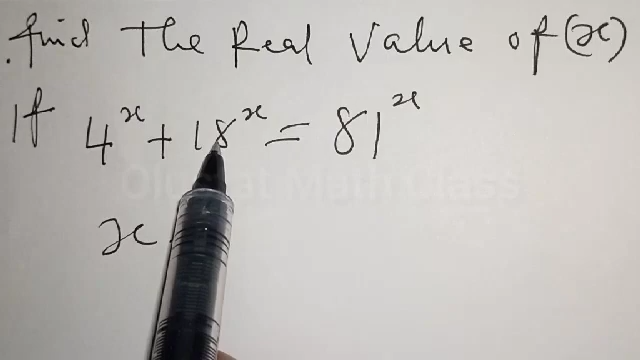 find the Real Value of (x)
If 4^x + 18^x = 81^x
x